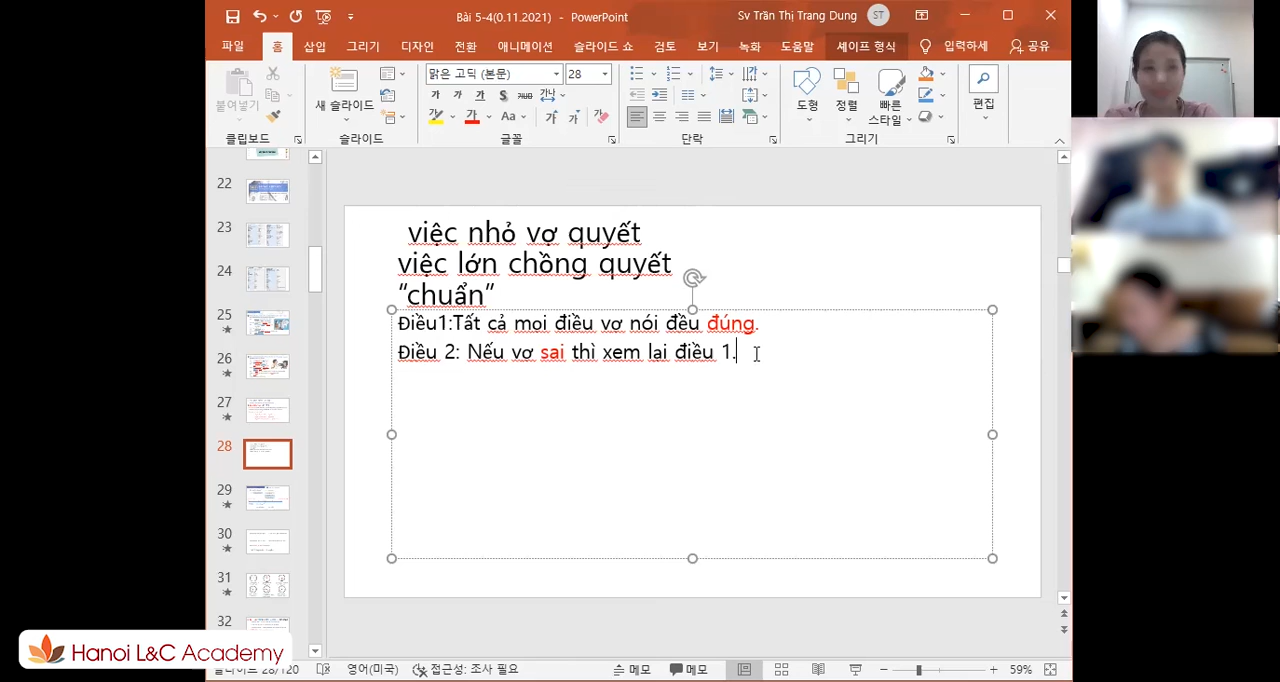 Bài 5-4(0.11.2021) - PowerPoint
Sv Trần Thị Trang Dung ST
파일 홈 삽입 그리기 디자인 전환 애니메이션 슬라이드 쇼 검토 보기 녹화 도움말 셰이프 형식 입력하세 공유
맑은 고딕 (본문) 28
붙여넣기 새 슬라이드 도형 정렬 빠른 스타일 편집
클립보드 슬라이드 글꼴 단락 그리기
22
23
24
25
26
27
28
29
30
31
32
việc nhỏ vợ quyết
việc lớn chồng quyết
“chuẩn”
Điều1:Tất cả mọi điều vợ nói đều đúng.
Điều 2: Nếu vợ sai thì xem lại điều 1.
Hanoi L&C Academy
슬라이드 28/120 영어(미국) 접근성: 조사 필요 메모 메모 59%